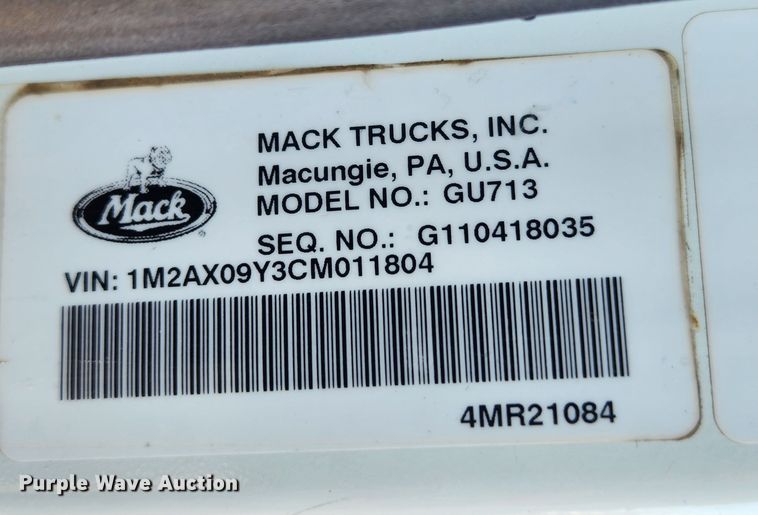 MACK TRUCKS, INC.
Macungie, PA, U.S.A.
MODEL NO.: GU713
Mack
SEQ. NO.: G110418035
VIN: 1M2AX09Y3CM011804
4MR21084
Purple Wave Auction